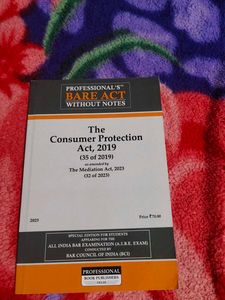 PROFESSIONAL'S™
BARE ACT
WITHOUT NOTES
The
Consumer Protection
Act, 2019
(35 of 2019)
as amended by
The Mediation Act, 2023
(32 of 2023)
2025
Price ₹70.00
SPECIAL EDITION FOR STUDENTS
APPEARING FOR THE
ALL INDIA BAR EXAMINATION (A.I.B.E. EXAM)
CONDUCTED BY
BAR COUNCIL OF INDIA (BCI)
PROFESSIONAL
BOOK PUBLISHERS
DELHI